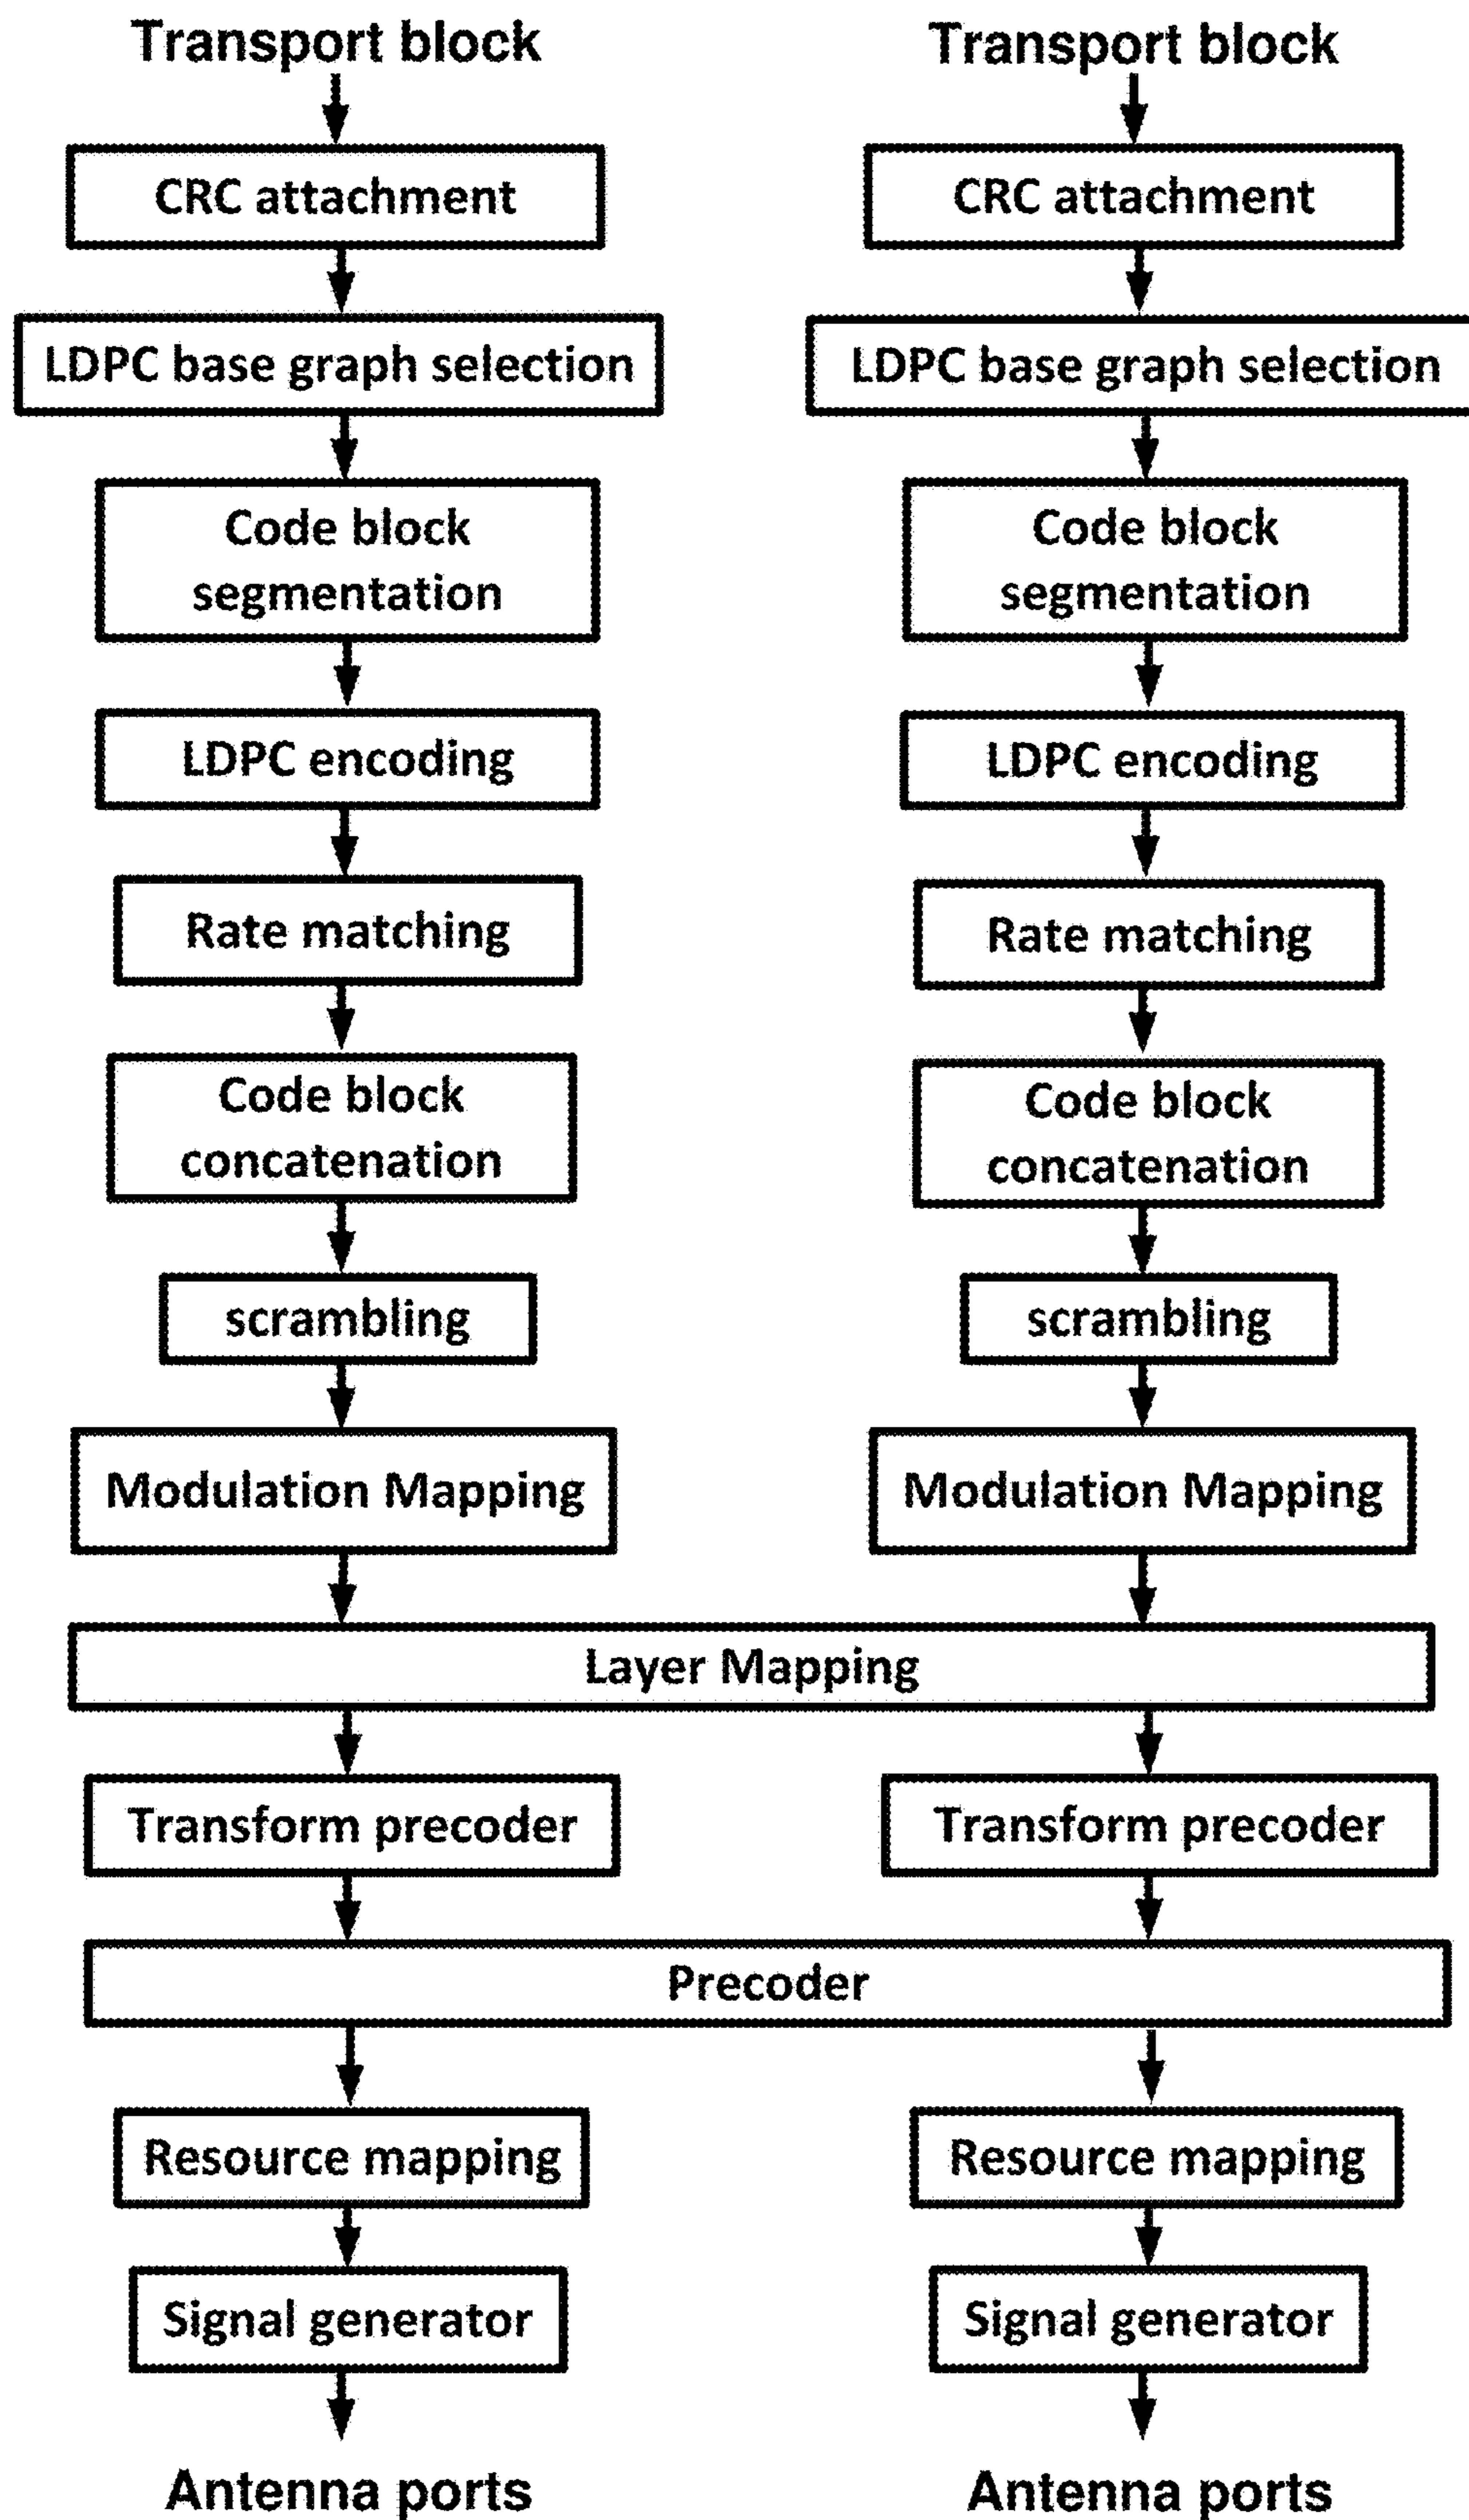 Transport block
Transport block
CRC attachment
CRC attachment
LDPC base graph selection
LDPC base graph selection
Code block
segmentation
Code block
segmentation
LDPC encoding
LDPC encoding
Rate matching
Rate matching
Code block
concatenation
Code block
concatenation
scrambling
scrambling
Modulation Mapping
Modulation Mapping
Layer Mapping
Transform precoder
Transform precoder
Precoder
Resource mapping
Resource mapping
Signal generator
Signal generator
Antenna ports
Antenna ports